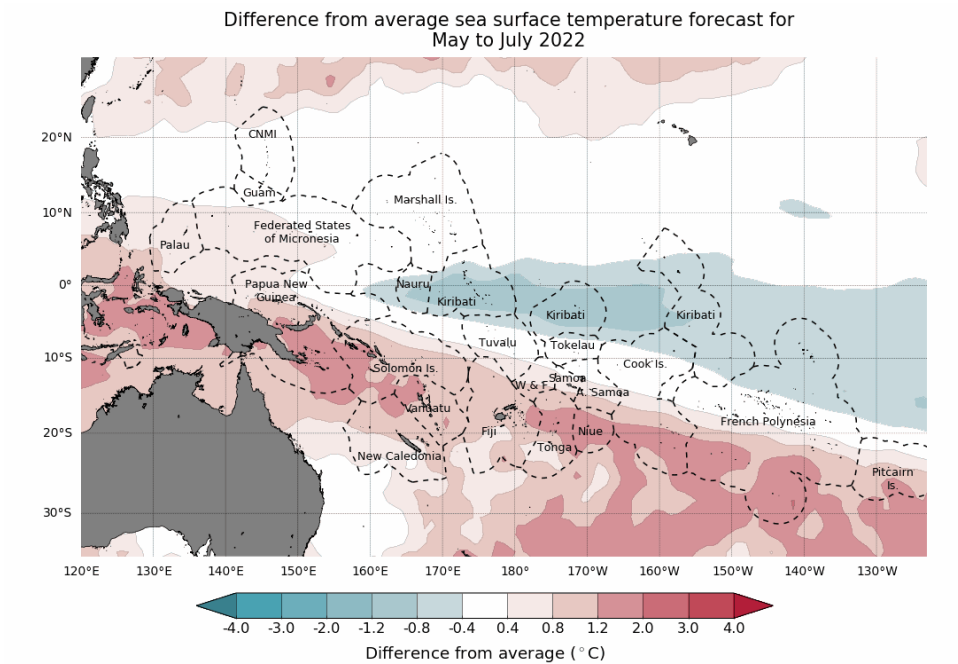 Difference from average sea surface temperature forecast for
May to July 2022
20°N
CNMI
Guam
Marshall Is.
10°N
Federated States
of Micronesia
Palau
0°
Papua New
Guinea
Nauru
Kiribati
Kiribati
Kiribati
Tuvalu
Tokelau
10°S
Solomon Is.
Cook Is.
W & F
Samoa
A. Samoa
Vanuatu
French Polynesia
20°S
Fiji
Niue
Tonga
New Caledonia
Pitcairn
Is.
30°S
120°E 130°E 140°E 150°E 160°E 170°E 180° 170°W 160°W 150°W 140°W 130°W
-4.0 -3.0 -2.0 -1.2 -0.8 -0.4 0.4 0.8 1.2 2.0 3.0 4.0
Difference from average (°C)